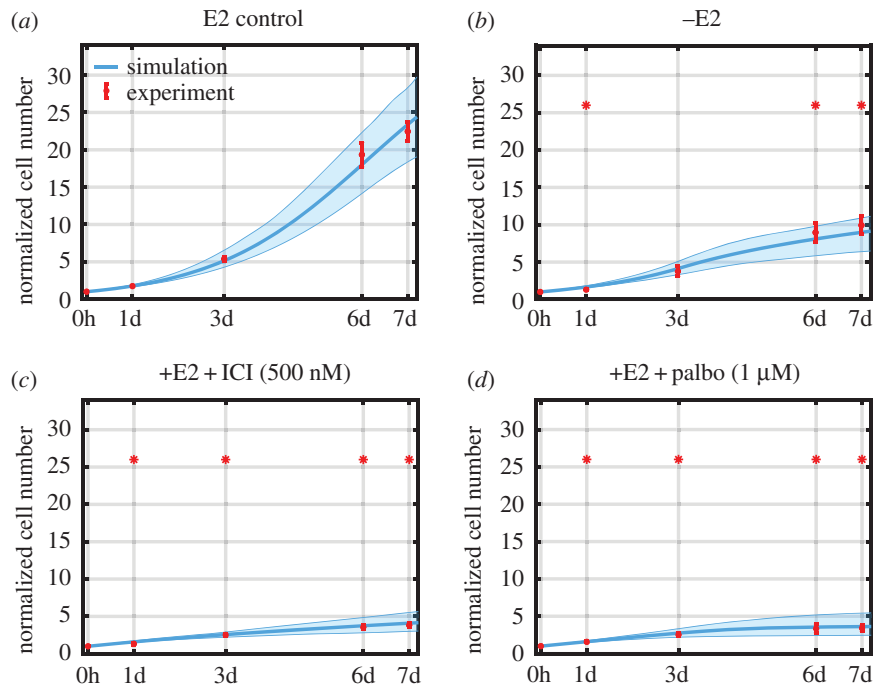 (a) E2 control
normalized cell number
30
25
20
15
10
5
0
simulation
experiment
0h 1d 3d 6d 7d
(b) –E2
normalized cell number
30
25
20
15
10
5
0
0h 1d 3d 6d 7d
(c) +E2 + ICI (500 nM)
normalized cell number
30
25
20
15
10
5
0
0h 1d 3d 6d 7d
(d) +E2 + palbo (1 μM)
normalized cell number
30
25
20
15
10
5
0
0h 1d 3d 6d 7d